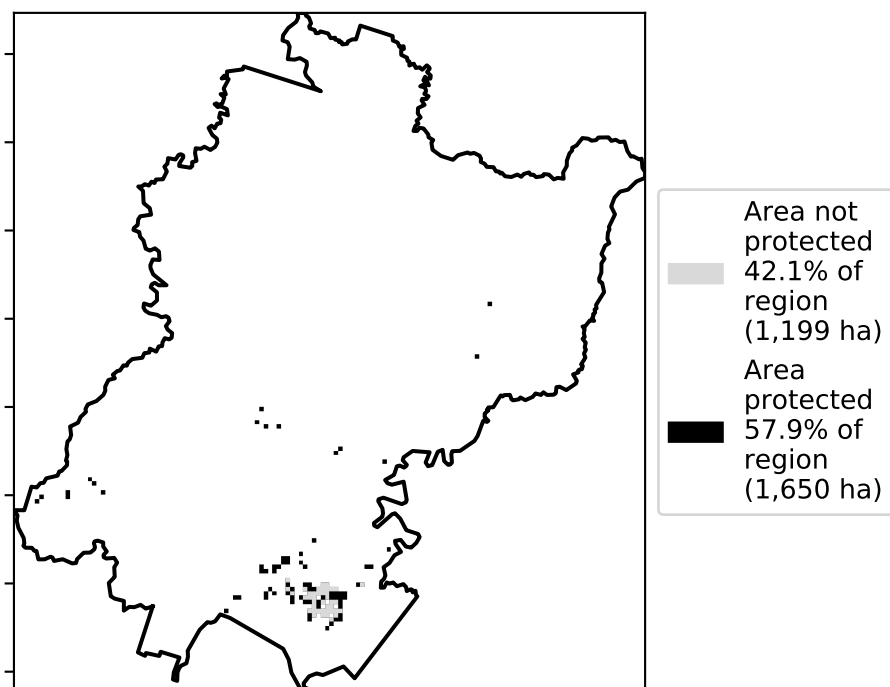 Area not
protected
42.1% of
region
(1,199 ha)
Area
protected
57.9% of
region
(1,650 ha)